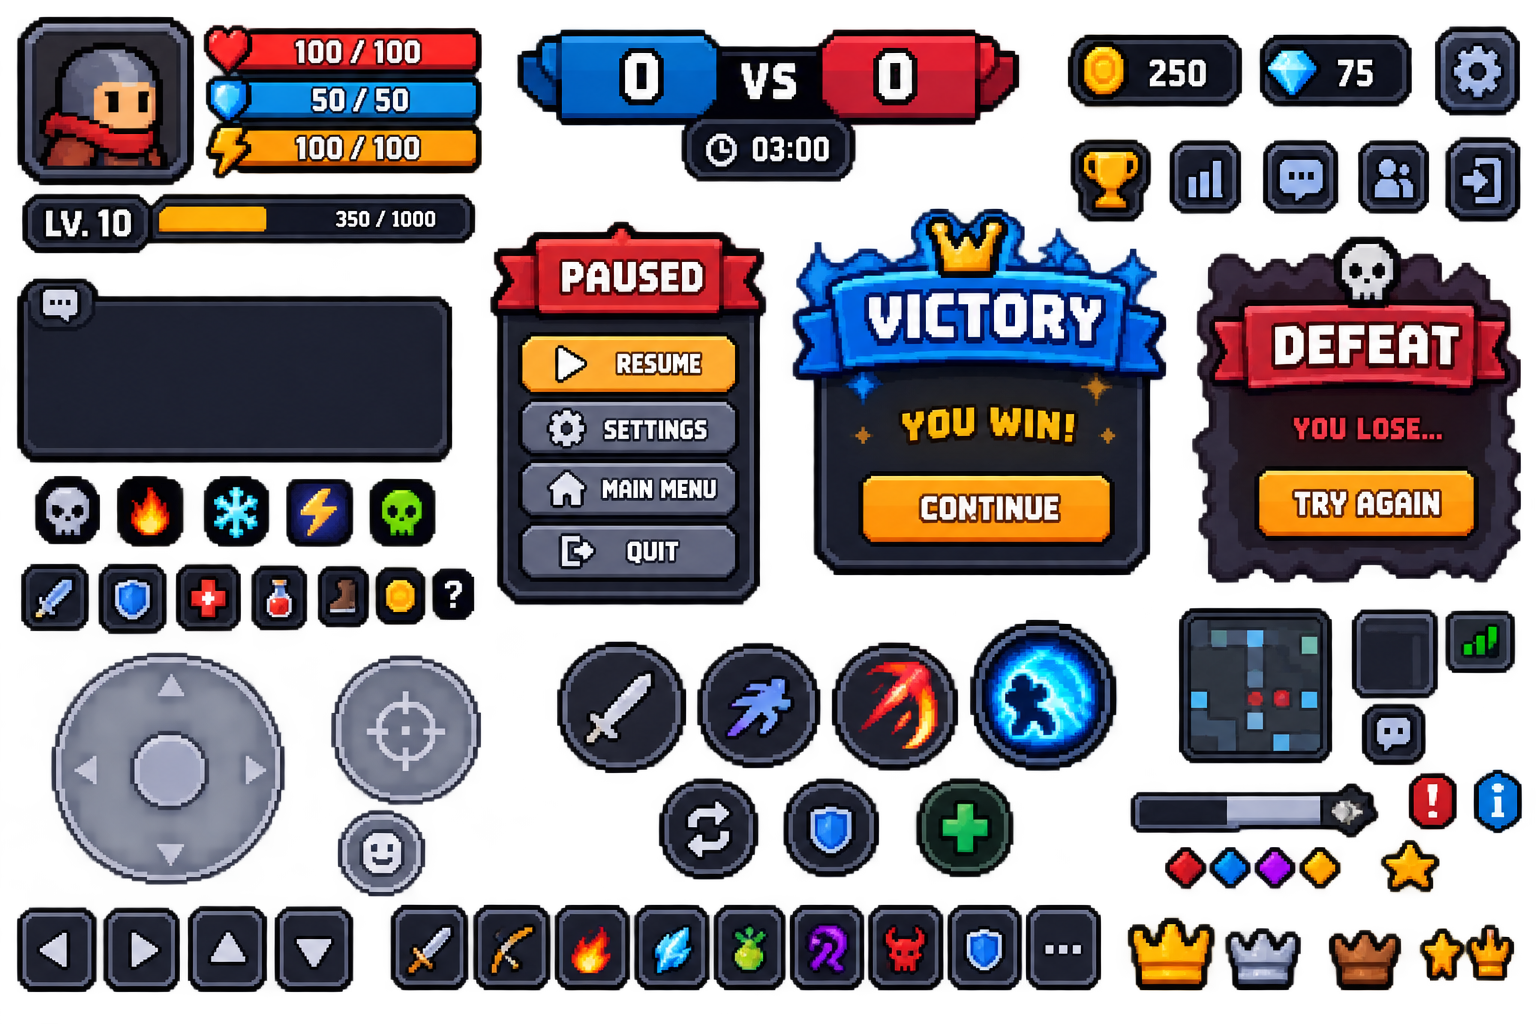 100 / 100
50 / 50
100 / 100
LV. 10
350 / 1000
0 VS 0
03:00
250
75
PAUSED
RESUME
SETTINGS
MAIN MENU
QUIT
VICTORY
YOU WIN!
CONTINUE
DEFEAT
YOU LOSE...
TRY AGAIN
?
!
i